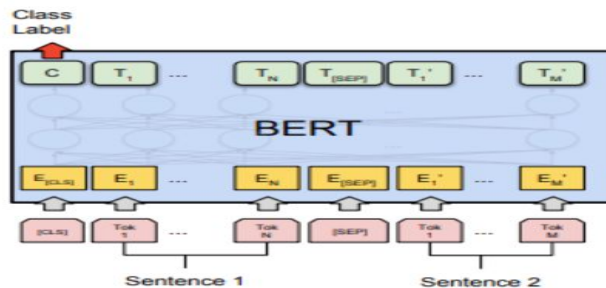 Class
Label
C T1 ... TN T[SEP] T1' ... TM'
BERT
E[CLS] E1 ... EN E[SEP] E1' ... EM'
[CLS] Tok 1 ... Tok N [SEP] Tok 1 ... Tok M
Sentence 1 Sentence 2